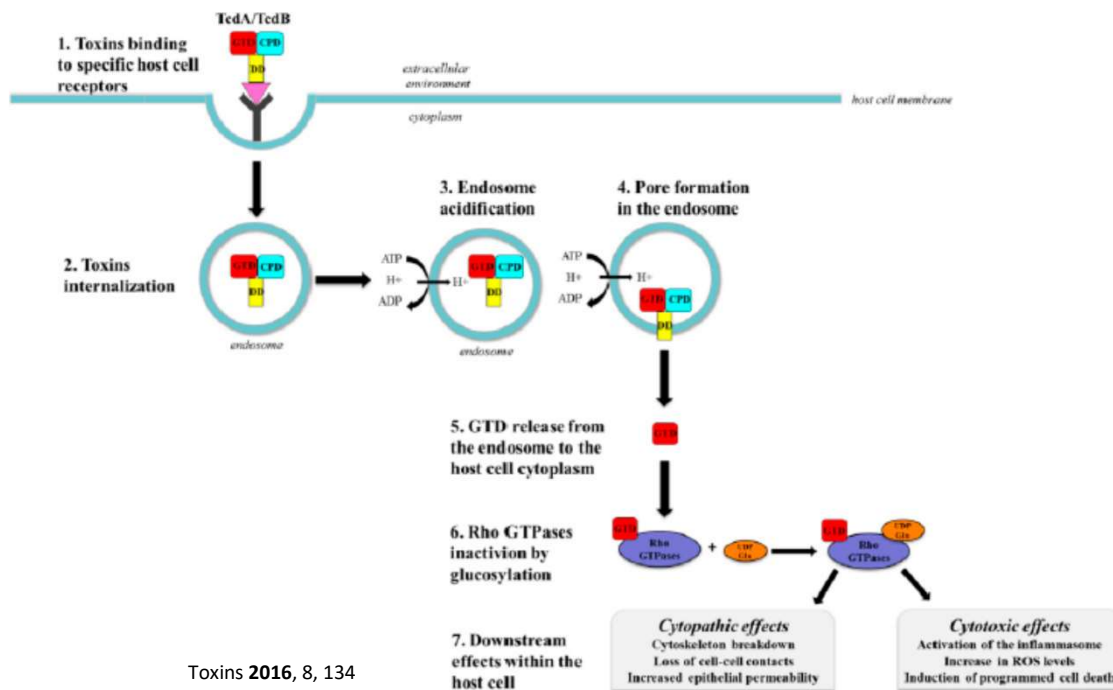 TcdA/TcdB
GTD CPD
DD
1. Toxins binding
to specific host cell
receptors
extracellular
environment
host cell membrane
cytoplasm
2. Toxins
internalization
GTD CPD
DD
endosome
3. Endosome
acidification
ATP
H+
ADP
H+
GTD CPD
DD
endosome
4. Pore formation
in the endosome
ATP
H+
ADP
H+
GTD CPD
DD
5. GTD release from
the endosome to the
host cell cytoplasm
GTD
6. Rho GTPases
inactivion by
glucosylation
GTD
Rho
GTPases
+
UDP
Glu
GTD
UDP
Glu
Rho
GTPases
7. Downstream
effects within the
host cell
Cytopathic effects
Cytoskeleton breakdown
Loss of cell-cell contacts
Increased epithelial permeability
Cytotoxic effects
Activation of the inflammasome
Increase in ROS levels
Induction of programmed cell death
Toxins 2016, 8, 134